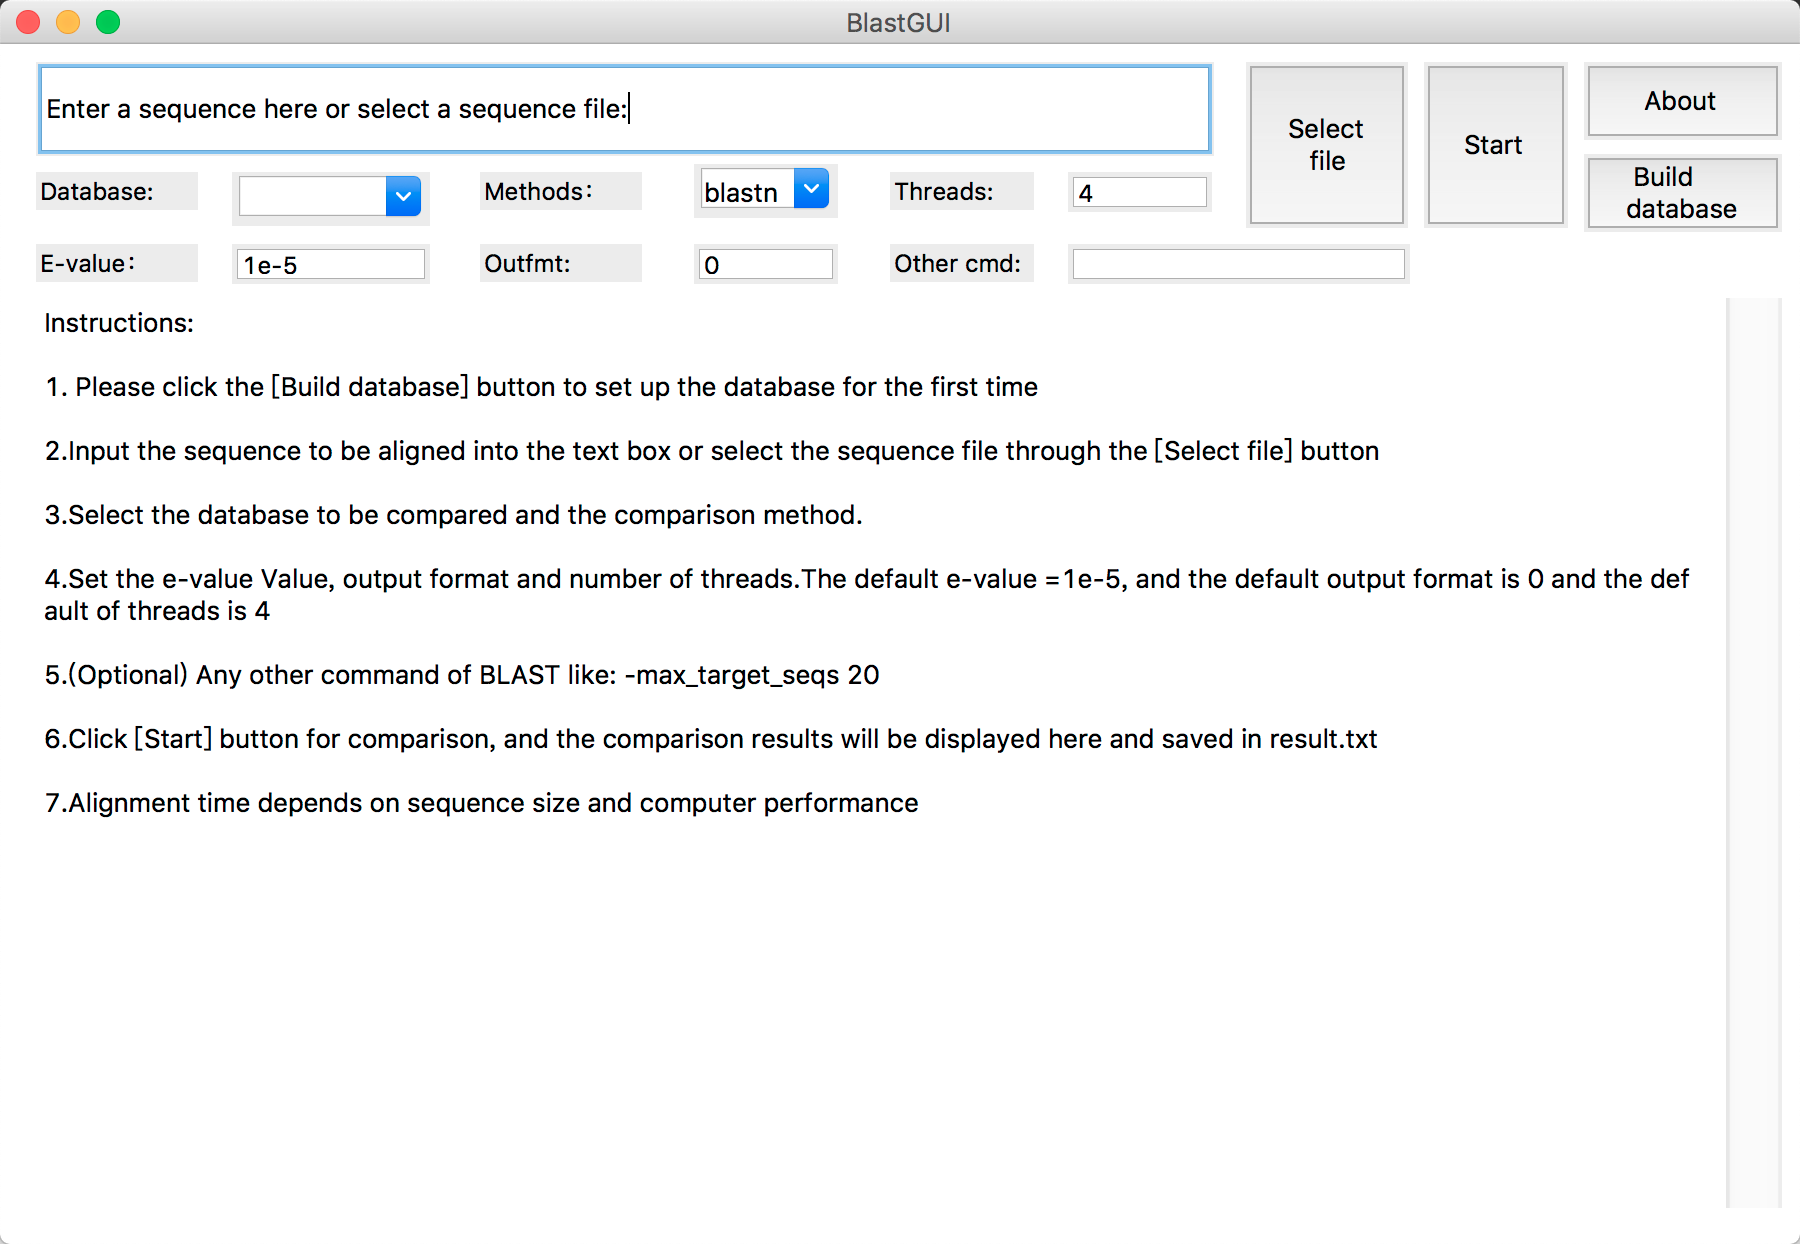 BlastGUI
Enter a sequence here or select a sequence file:
Select
file
Start
About
Build
database
Database:
Methods：
blastn
Threads:
4
E-value：
1e-5
Outfmt:
0
Other cmd:
Instructions:
1. Please click the [Build database] button to set up the database for the first time
2.Input the sequence to be aligned into the text box or select the sequence file through the [Select file] button
3.Select the database to be compared and the comparison method.
4.Set the e-value Value, output format and number of threads.The default e-value =1e-5, and the default output format is 0 and the def
ault of threads is 4
5.(Optional) Any other command of BLAST like: -max_target_seqs 20
6.Click [Start] button for comparison, and the comparison results will be displayed here and saved in result.txt
7.Alignment time depends on sequence size and computer performance